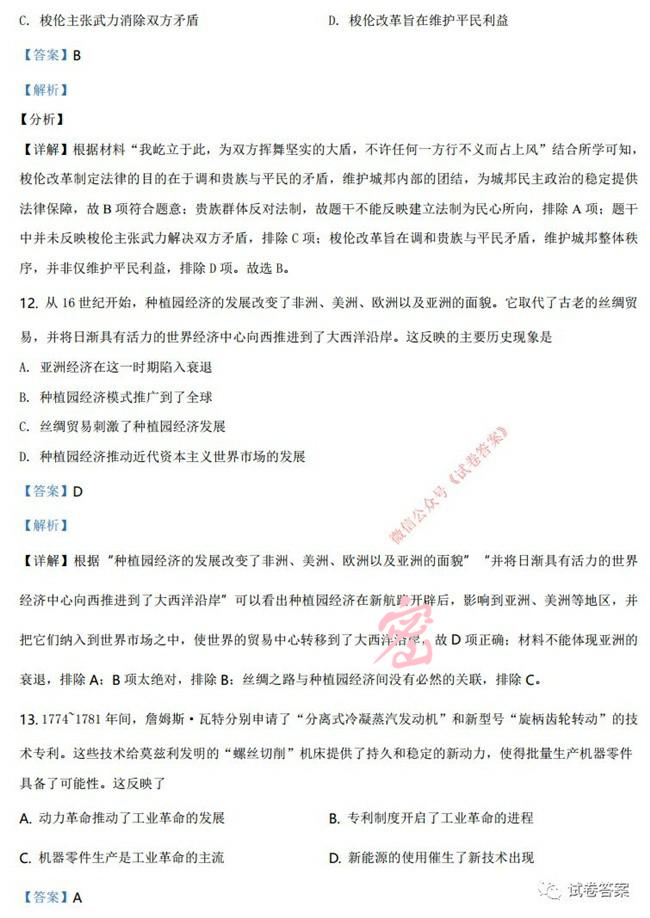 C. 梭伦主张武力消除双方矛盾 D. 梭伦改革旨在维护平民利益
【答案】B
【解析】
【分析】
【详解】根据材料“我屹立于此，为双方挥舞坚实的大盾，不许任何一方行不义而占上风”结合所学可知，
梭伦改革制定法律的目的在于调和贵族与平民的矛盾，维护城邦内部的团结，为城邦民主政治的稳定提供
法律保障，故 B 项符合题意；贵族群体反对法制，故题干不能反映建立法制为民心所向，排除 A 项；题干
中并未反映梭伦主张武力解决双方矛盾，排除 C 项；梭伦改革旨在调和贵族与平民矛盾，维护城邦整体秩
序，并非仅维护平民利益，排除 D 项。故选 B。
12. 从 16 世纪开始，种植园经济的发展改变了非洲、美洲、欧洲以及亚洲的面貌。它取代了古老的丝绸贸
易，并将日渐具有活力的世界经济中心向西推进到了大西洋沿岸。这反映的主要历史现象是
A. 亚洲经济在这一时期陷入衰退
B. 种植园经济模式推广到了全球
C. 丝绸贸易刺激了种植园经济发展
D. 种植园经济推动近代资本主义世界市场的发展
【答案】D
【解析】
【详解】根据“种植园经济的发展改变了非洲、美洲、欧洲以及亚洲的面貌”“并将日渐具有活力的世界
经济中心向西推进到了大西洋沿岸”可以看出种植园经济在新航路开辟后，影响到亚洲、美洲等地区，并
把它们纳入到世界市场之中，使世界的贸易中心转移到了大西洋沿岸，故 D 项正确；材料不能体现亚洲的
衰退，排除 A；B 项太绝对，排除 B；丝绸之路与种植园经济间没有必然的关联，排除 C。
13. 1774~1781 年间，詹姆斯·瓦特分别申请了“分离式冷凝蒸汽发动机”和新型号“旋柄齿轮转动”的技
术专利。这些技术给莫兹利发明的“螺丝切削”机床提供了持久和稳定的新动力，使得批量生产机器零件
具备了可能性。这反映了
A. 动力革命推动了工业革命的发展 B. 专利制度开启了工业革命的进程
C. 机器零件生产是工业革命的主流 D. 新能源的使用催生了新技术出现
【答案】A
微信公众号《试卷答案》
密
试卷答案